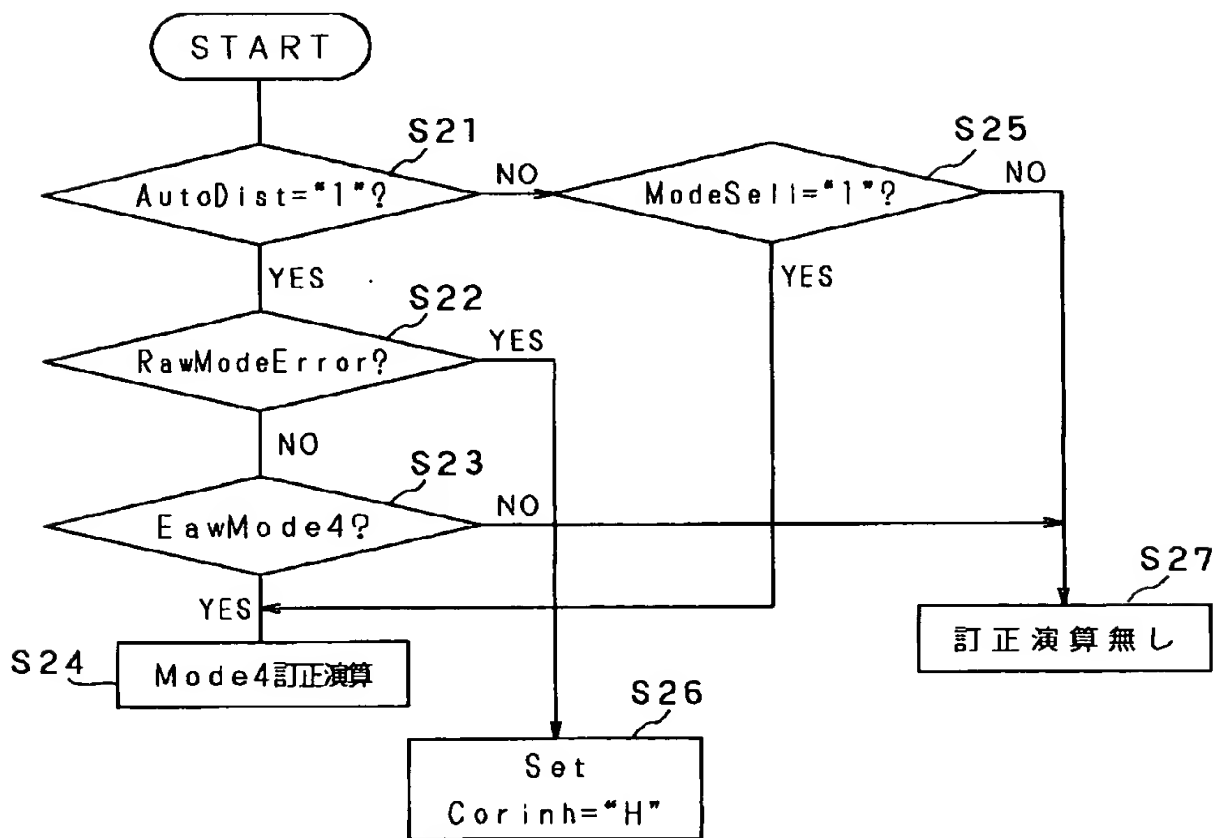 START
S21
AutoDist="1"?
NO
S25
ModeSell="1"?
NO
YES
YES
S22
RawModeError?
YES
NO
S23
EawMode4?
NO
YES
S24
Mode4訂正演算
S27
訂正演算無し
S26
Set
Corinh="H"